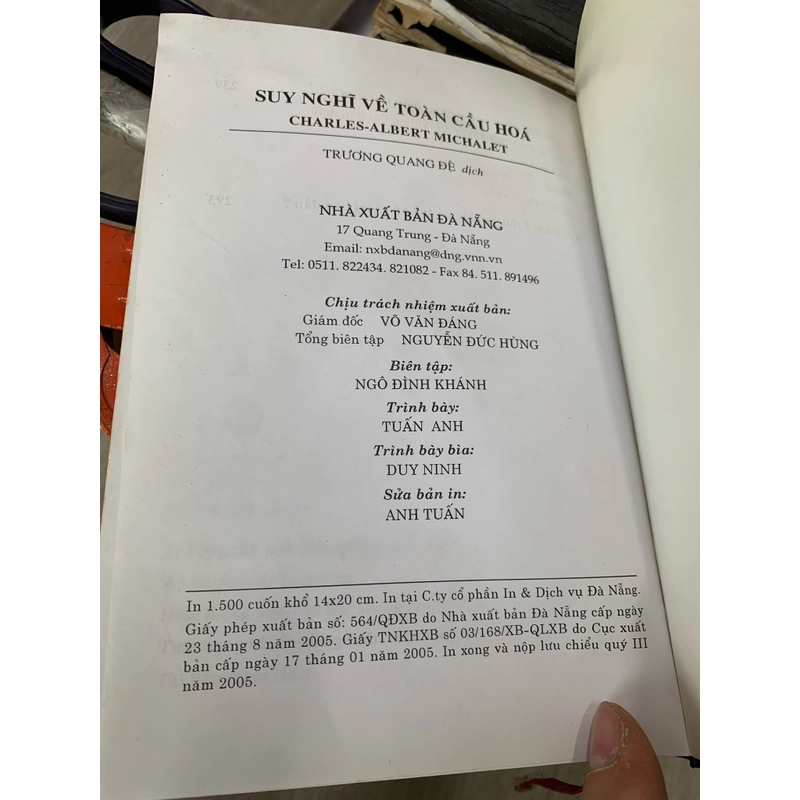 SUY NGHĨ VỀ TOÀN CẦU HOÁ
CHARLES-ALBERT MICHALET
TRƯƠNG QUANG ĐỆ dịch
NHÀ XUẤT BẢN ĐÀ NẴNG
17 Quang Trung - Đà Nẵng
Email: nxbdanang@dng.vnn.vn
Tel: 0511. 822434. 821082 - Fax 84. 511. 891496
Chịu trách nhiệm xuất bản:
Giám đốc VÕ VĂN ĐÁNG
Tổng biên tập NGUYỄN ĐỨC HÙNG
Biên tập:
NGÔ ĐÌNH KHÁNH
Trình bày:
TUẤN ANH
Trình bày bìa:
DUY NINH
Sửa bản in:
ANH TUẤN
In 1.500 cuốn khổ 14x20 cm. In tại C.ty cổ phần In & Dịch vụ Đà Nẵng.
Giấy phép xuất bản số: 564/QĐXB do Nhà xuất bản Đà Nẵng cấp ngày
23 tháng 8 năm 2005. Giấy TNKHXB số 03/168/XB-QLXB do Cục xuất
bản cấp ngày 17 tháng 01 năm 2005. In xong và nộp lưu chiểu quý III
năm 2005.